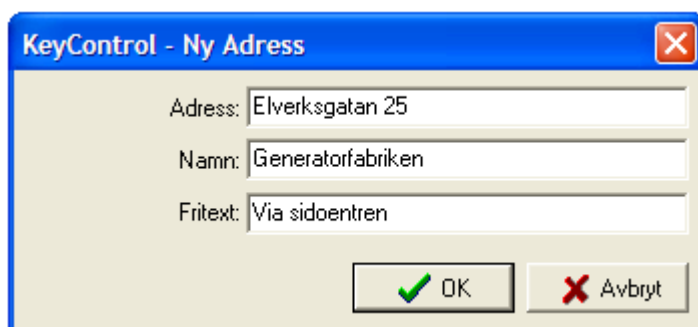 KeyControl - Ny Adress
Adress: Elverksgatan 25
Namn: Generatorfabriken
Fritext: Via sidoentren
OK Avbryt